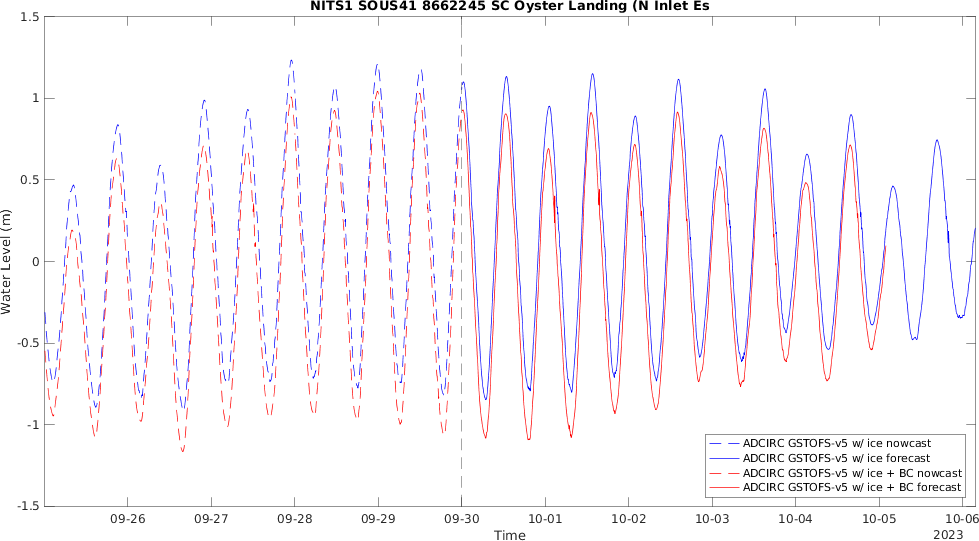 NITS1 SOUS41 8662245 SC Oyster Landing (N Inlet Es
1.5
1
0.5
0
-0.5
-1
-1.5
Water Level (m)
09-26 09-27 09-28 09-29 09-30 10-01 10-02 10-03 10-04 10-05 10-06
Time
2023
ADCIRC GSTOFS-v5 w/ ice nowcast
ADCIRC GSTOFS-v5 w/ ice forecast
ADCIRC GSTOFS-v5 w/ ice + BC nowcast
ADCIRC GSTOFS-v5 w/ ice + BC forecast